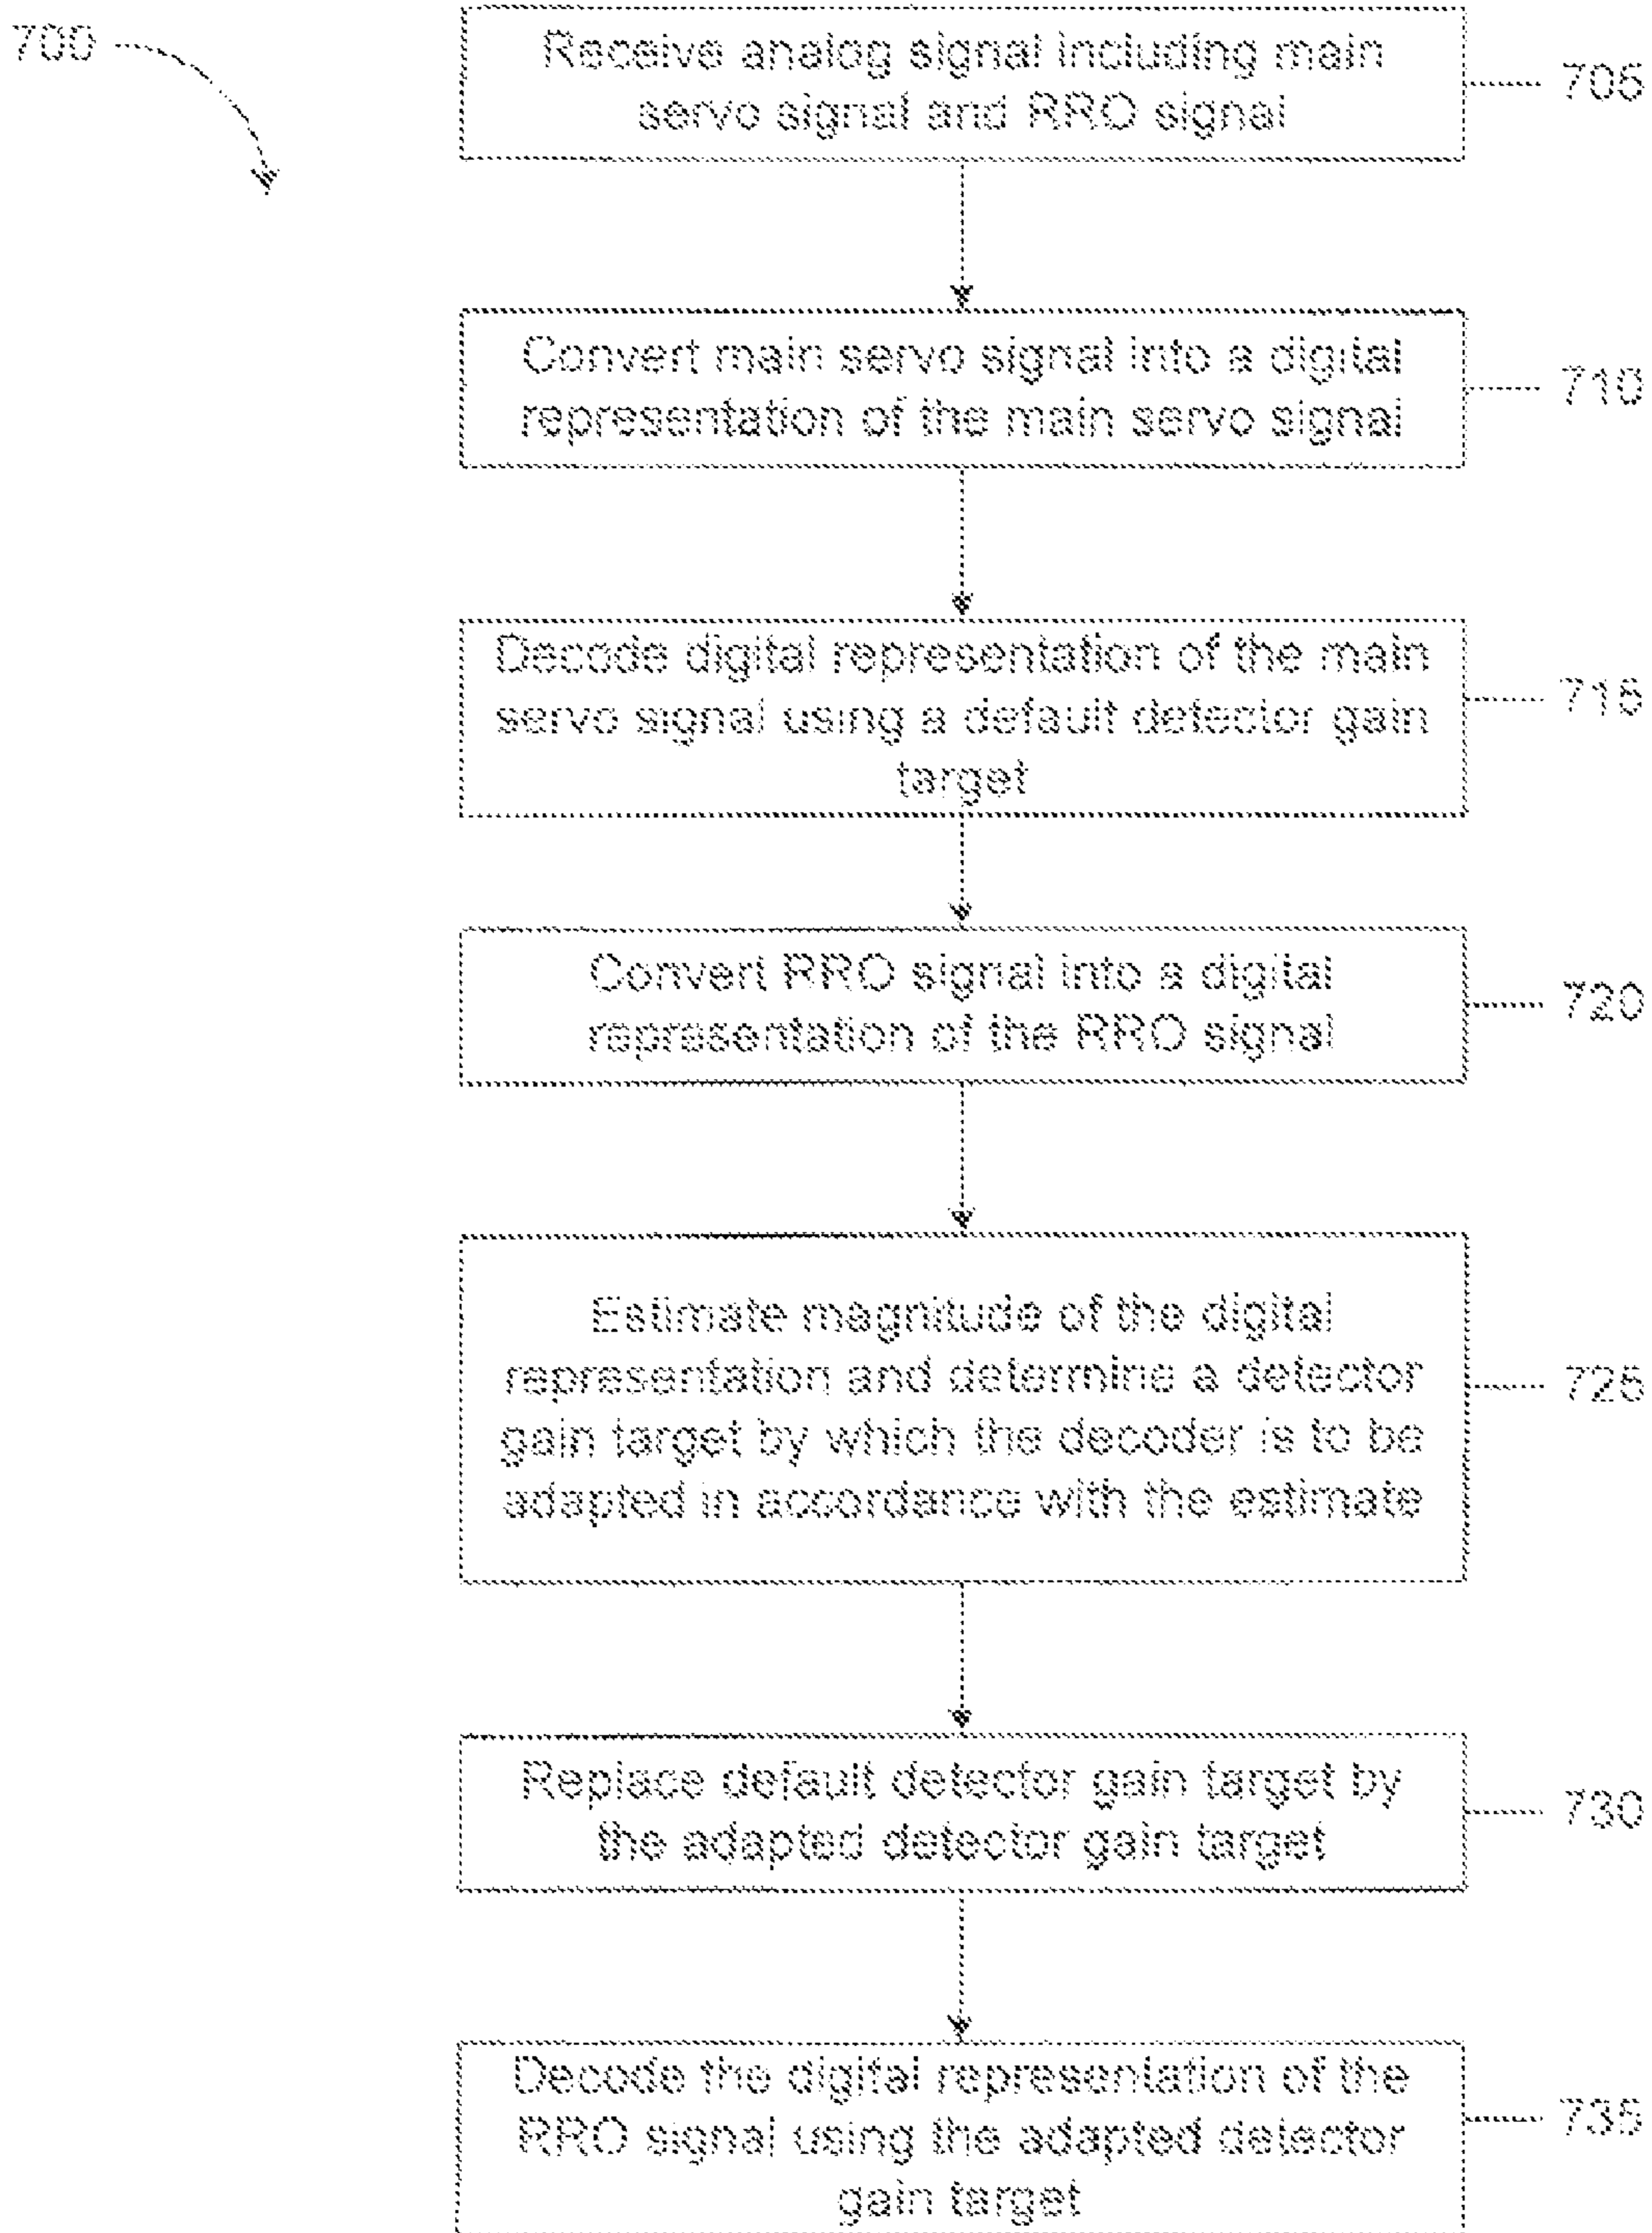 700
Receive analog signal including main
servo signal and RRO signal
705
Convert main servo signal into a digital
representation of the main servo signal
710
Decode digital representation of the main
servo signal using a default detector gain
target
715
Convert RRO signal into a digital
representation of the RRO signal
720
Estimate magnitude of the digital
representation and determine a detector
gain target by which the decoder is to be
adapted in accordance with the estimate
725
Replace default detector gain target by
the adapted detector gain target
730
Decode the digital representation of the
RRO signal using the adapted detector
gain target
735